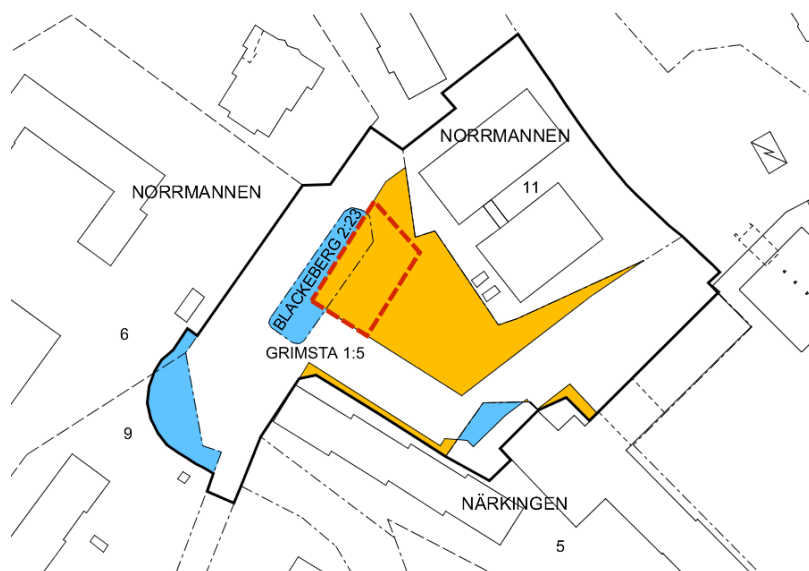 NORRMANNEN
NORRMANNEN
11
BLACKEBERG 2:23
6
GRIMSTA 1:5
9
NÄRKINGEN
5